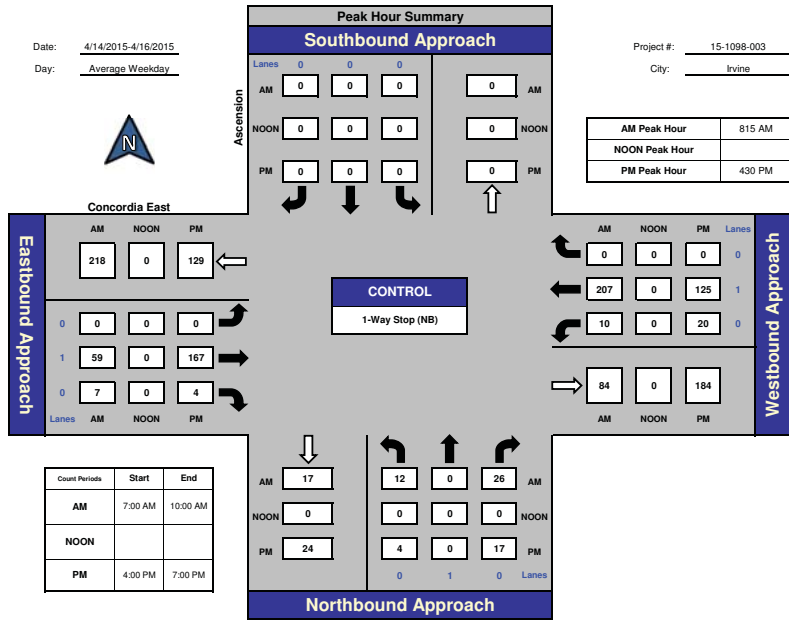 Peak Hour Summary
Southbound Approach
Date: 4/14/2015-4/16/2015
Day: Average Weekday
Project #: 15-1098-003
City: Irvine
N
Ascension
Lanes 0 0 0
AM 0 0 0 0 AM
NOON 0 0 0 0 NOON
PM 0 0 0 0 PM
AM Peak Hour 815 AM
NOON Peak Hour
PM Peak Hour 430 PM
Concordia East
Eastbound Approach
AM NOON PM
218 0 129
0 0 0 0
1 59 0 167
0 7 0 4
Lanes AM NOON PM
CONTROL
1-Way Stop (NB)
Westbound Approach
AM NOON PM Lanes
0 0 0 0
207 0 125 1
10 0 20 0
84 0 184
AM NOON PM
Count Periods Start End
AM 7:00 AM 10:00 AM
NOON
PM 4:00 PM 7:00 PM
AM 17 12 0 26 AM
NOON 0 0 0 0 NOON
PM 24 4 0 17 PM
0 1 0 Lanes
Northbound Approach